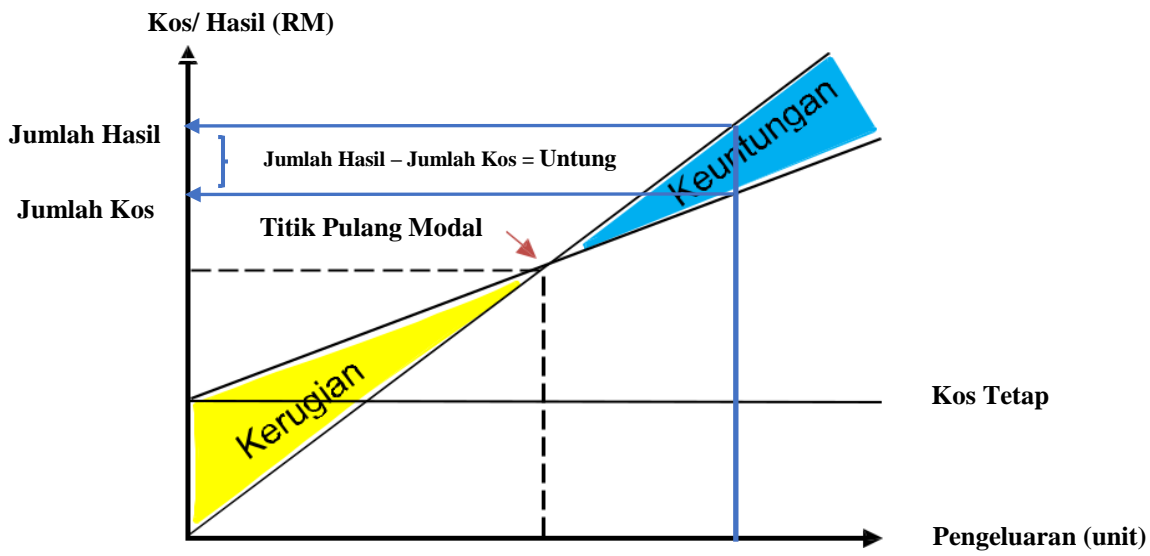 Kos/ Hasil (RM)
Jumlah Hasil
Jumlah Hasil – Jumlah Kos = Untung
Keuntungan
Jumlah Kos
Titik Pulang Modal
Kerugian
Kos Tetap
Pengeluaran (unit)